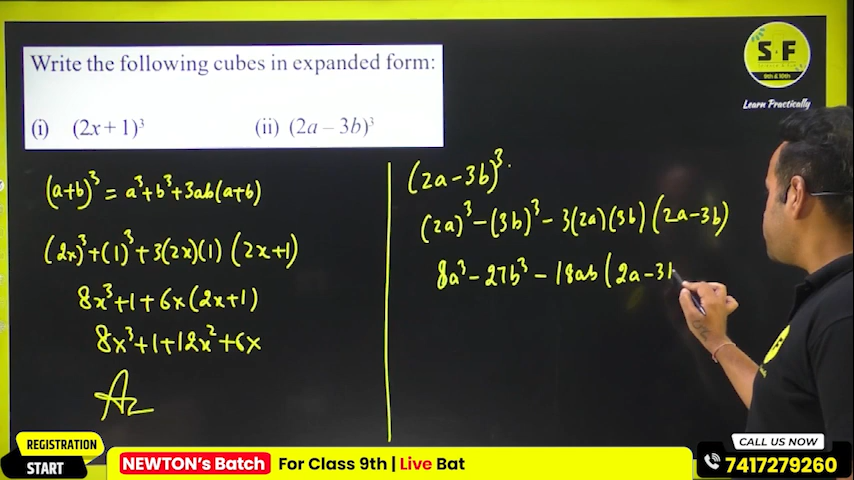 Write the following cubes in expanded form:
(i) (2x + 1)³ (ii) (2a – 3b)³
(a+b)³ = a³+b³+3ab(a+b)
(2x)³+(1)³+3(2x)(1) (2x+1)
8x³+1+6x(2x+1)
8x³+1+12x²+6x
(2a-3b)³.
(2a)³-(3b)³-3(2a)(3b) (2a-3b)
8a³-27b³-18ab(2a-3b
S F
9th & 10th
Learn Practically
REGISTRATION
START
NEWTON's Batch For Class 9th | Live Bat
CALL US NOW
7417279260